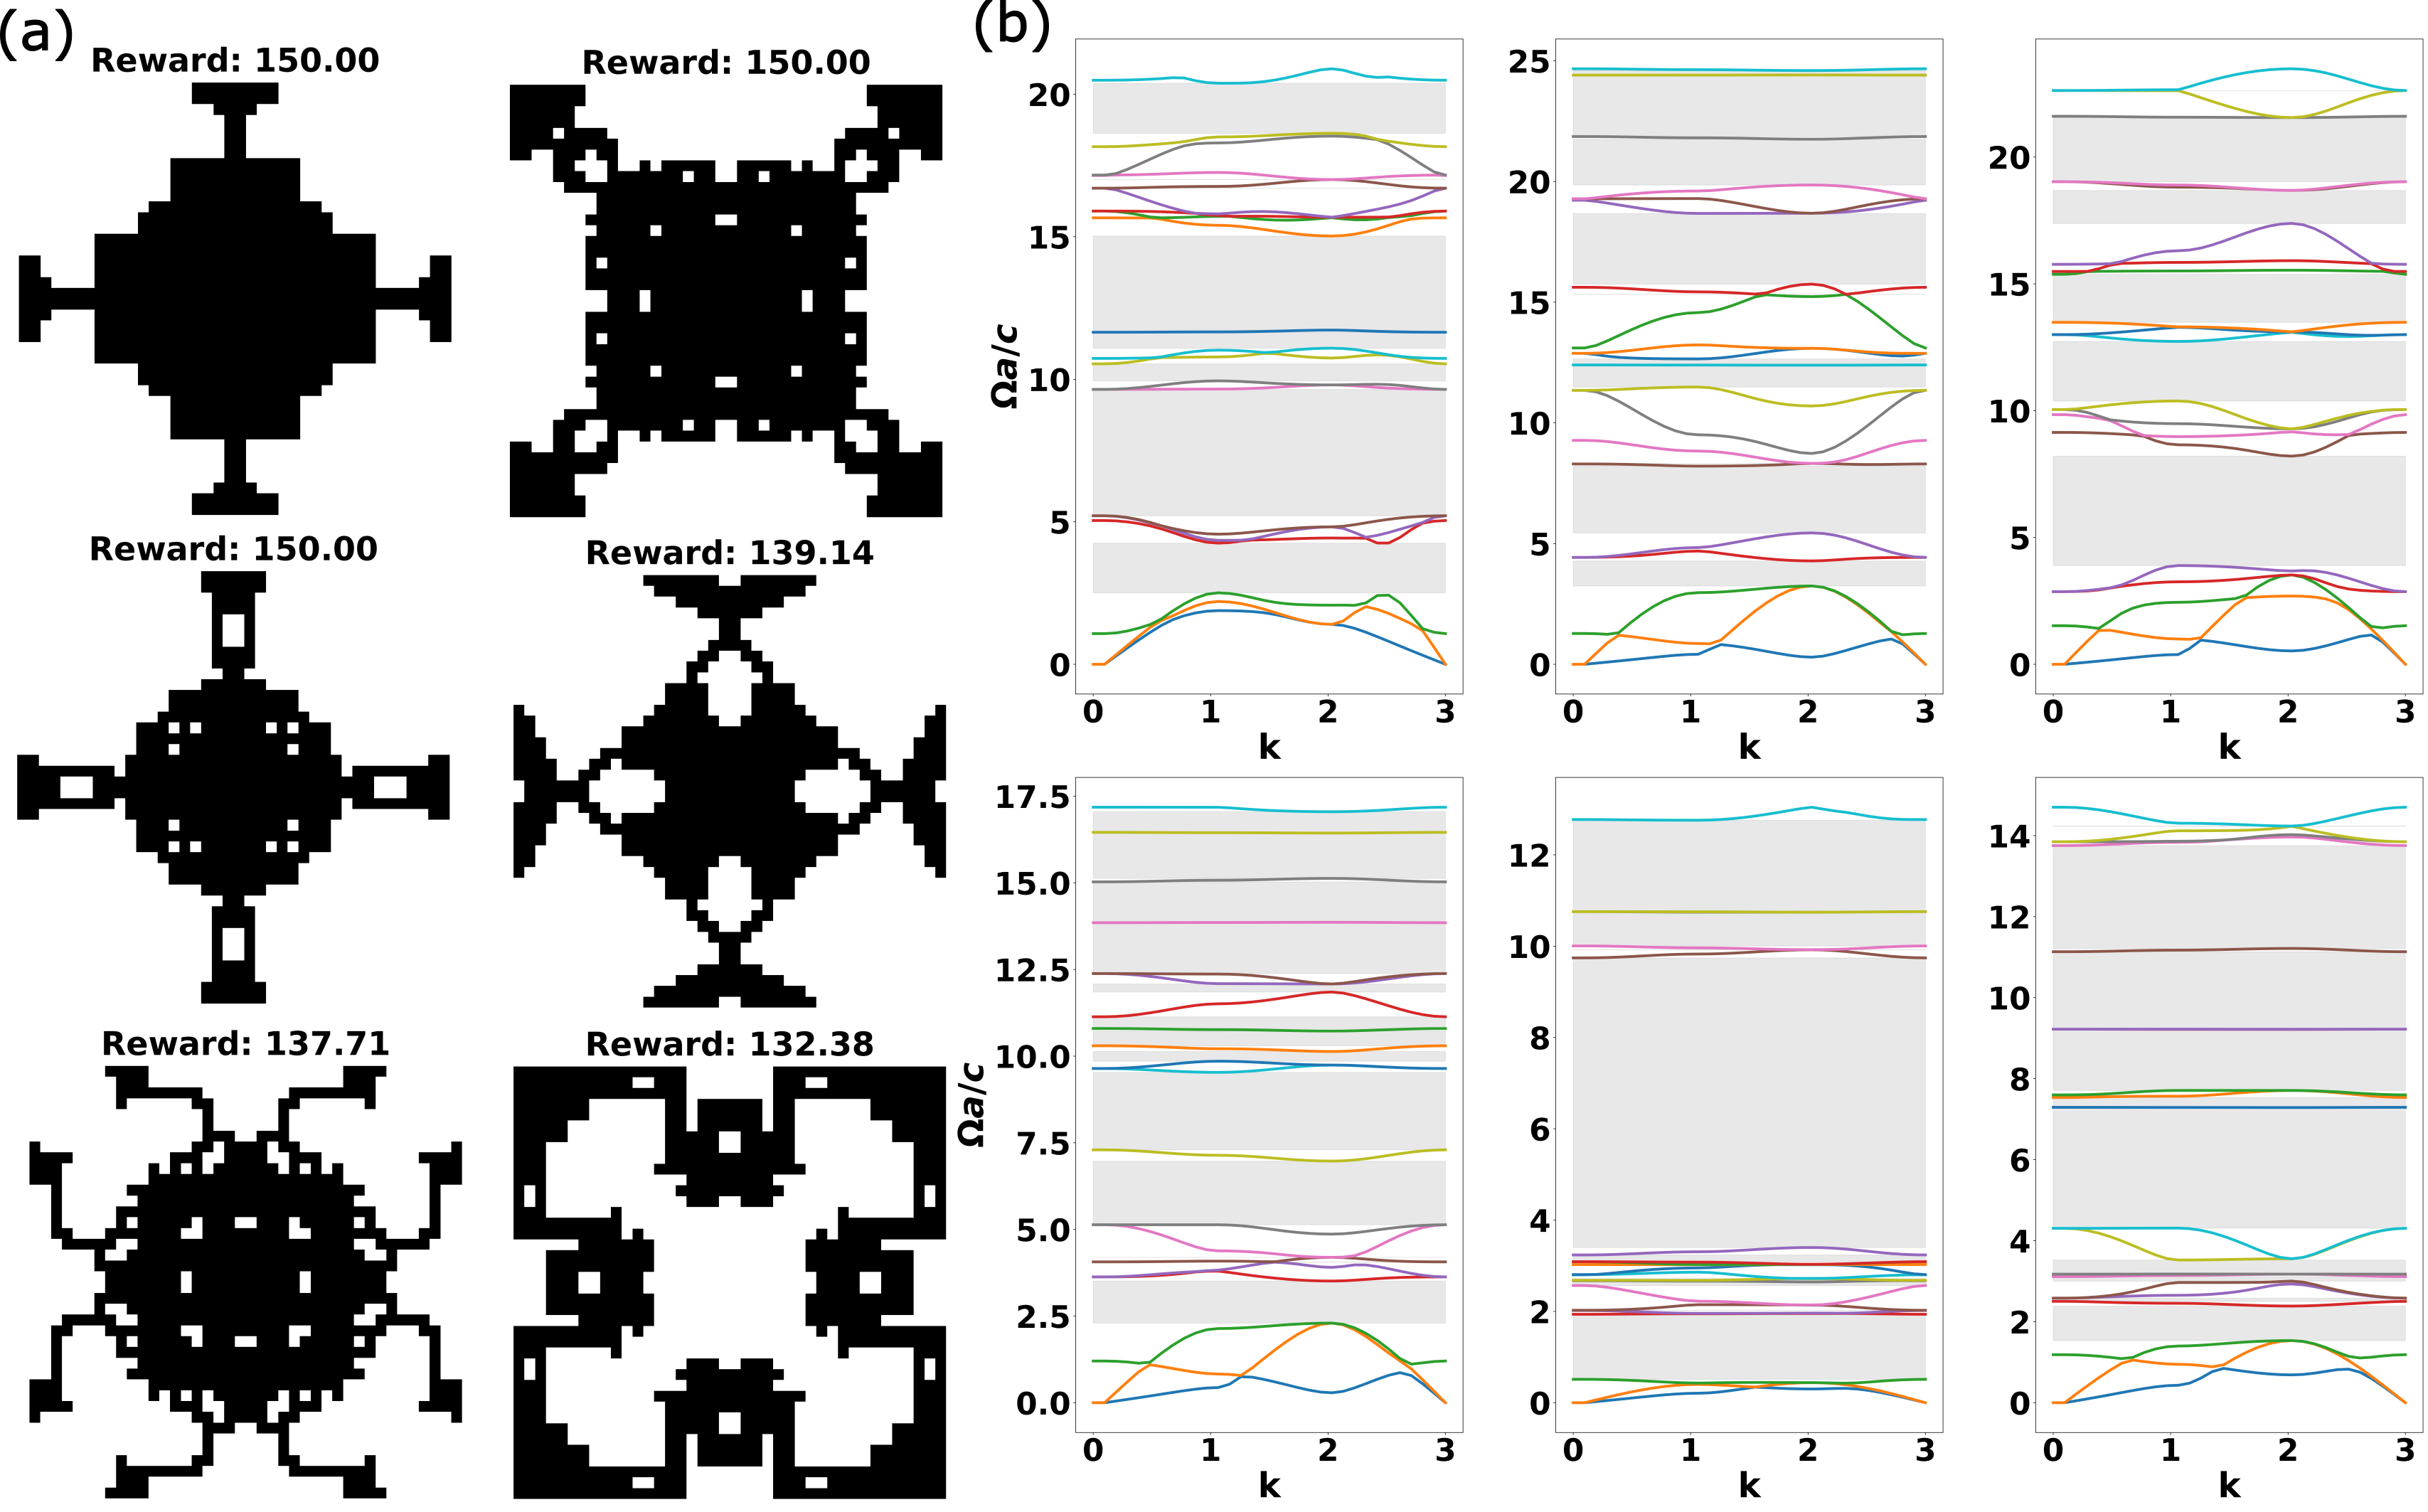 (a)
Reward: 150.00
Reward: 150.00
Reward: 150.00
Reward: 139.14
Reward: 137.71
Reward: 132.38
(b)
20
15
10
5
0
Ωa/c
0 1 2 3
k
25
20
15
10
5
0
0 1 2 3
k
20
15
10
5
0
0 1 2 3
k
17.5
15.0
12.5
10.0
7.5
5.0
2.5
0.0
Ωa/c
0 1 2 3
k
12
10
8
6
4
2
0
0 1 2 3
k
14
12
10
8
6
4
2
0
0 1 2 3
k